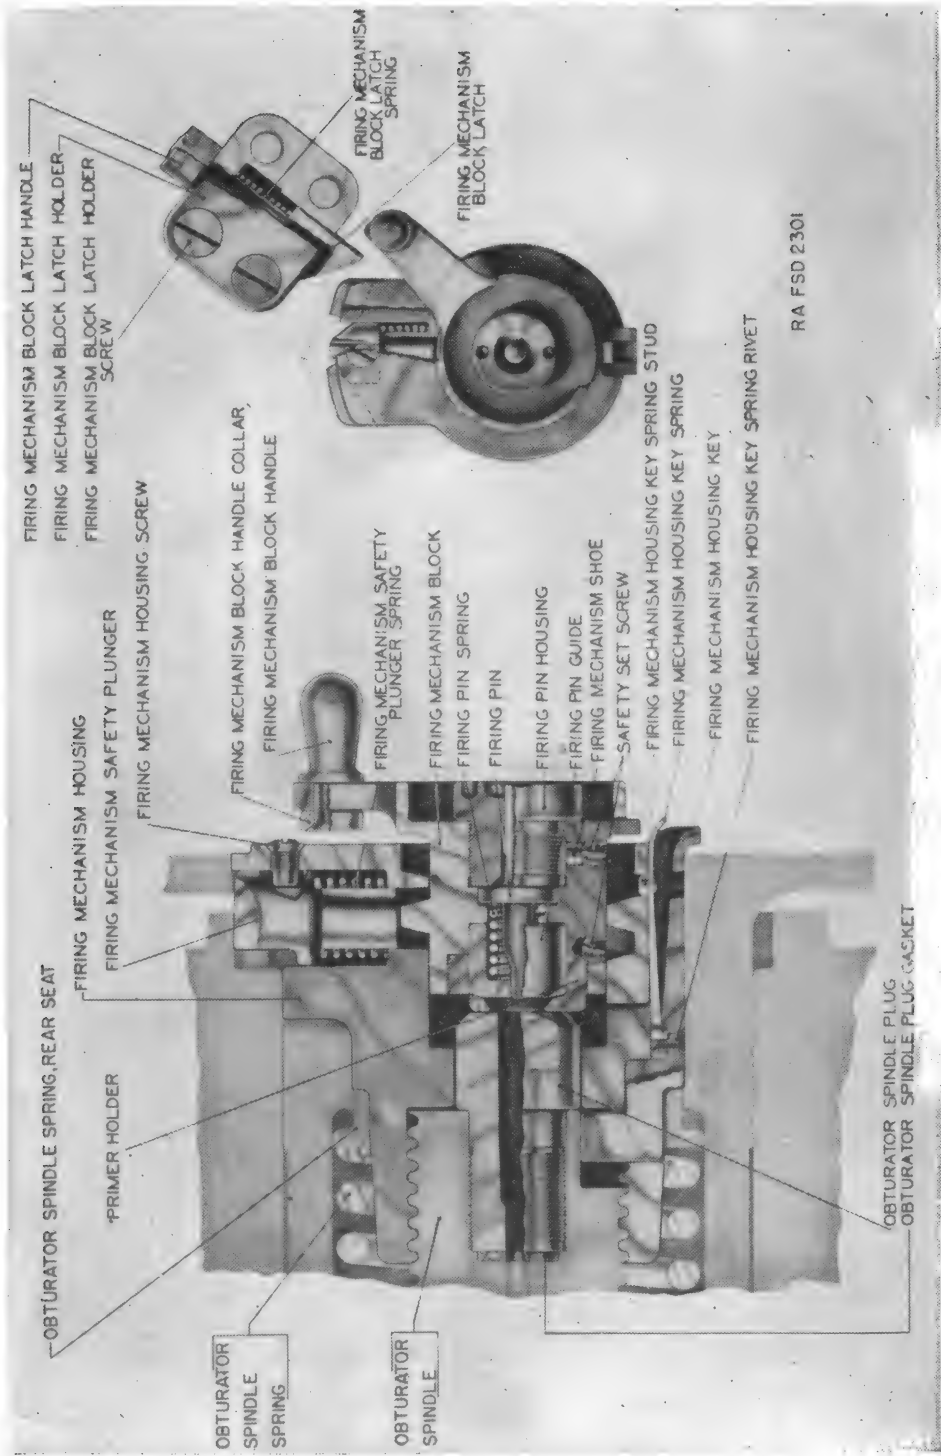 FIRING MECHANISM BLOCK LATCH HANDLE
FIRING MECHANISM BLOCK LATCH HOLDER
FIRING MECHANISM BLOCK LATCH HOLDER
SCREW
FIRING MECHANISM
BLOCK LATCH
SPRING
FIRING MECHANISM
BLOCK LATCH
RA FSD 2301
OBTURATOR SPINDLE SPRING, REAR SEAT
FIRING MECHANISM HOUSING
FIRING MECHANISM SAFETY PLUNGER
FIRING MECHANISM HOUSING SCREW
FIRING MECHANISM BLOCK HANDLE COLLAR
FIRING MECHANISM BLOCK HANDLE
FIRING MECHANISM SAFETY
PLUNGER SPRING
FIRING MECHANISM BLOCK
FIRING PIN SPRING
FIRING PIN
FIRING PIN HOUSING
FIRING PIN GUIDE
FIRING MECHANISM SHOE
SAFETY SET SCREW
FIRING MECHANISM HOUSING KEY SPRING STUD
FIRING MECHANISM HOUSING KEY SPRING
FIRING MECHANISM HOUSING KEY
FIRING MECHANISM HOUSING KEY SPRING RIVET
PRIMER HOLDER
OBTURATOR
SPINDLE
SPRING
OBTURATOR
SPINDLE
OBTURATOR SPINDLE PLUG
OBTURATOR SPINDLE PLUG GASKET